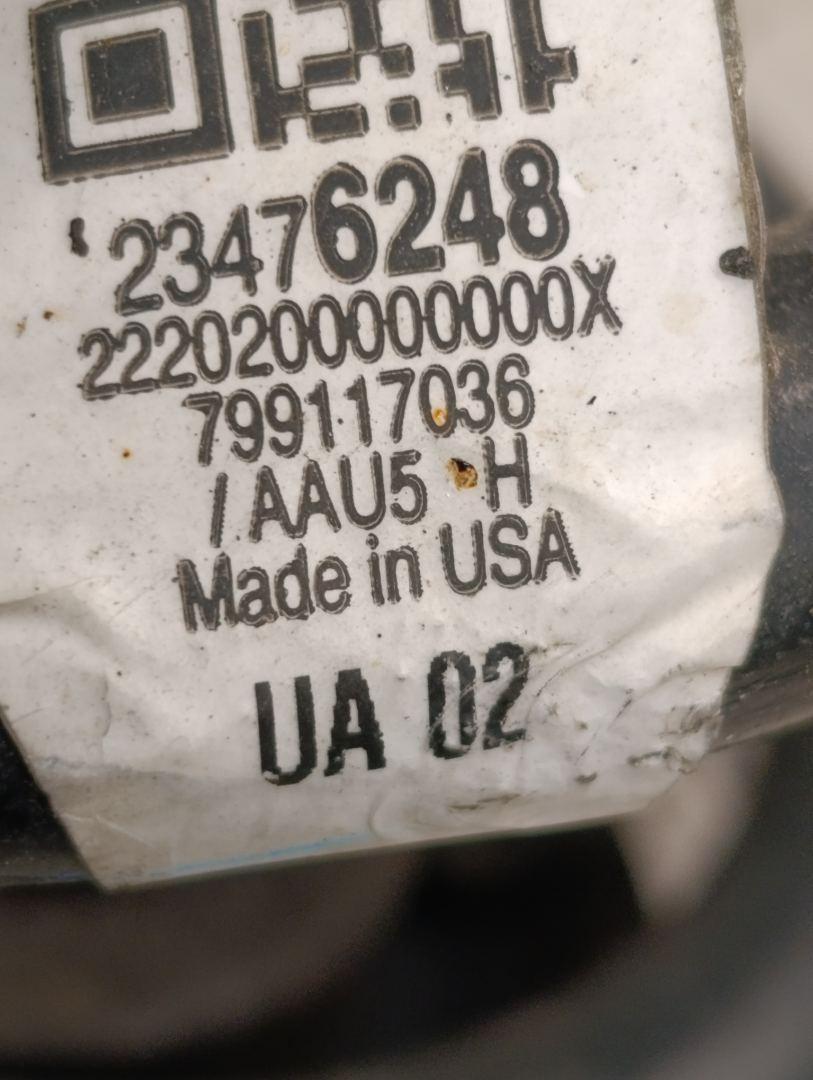 23476248
2220200000000X
799117036
/ AAU5 H
Made in USA
UA 02